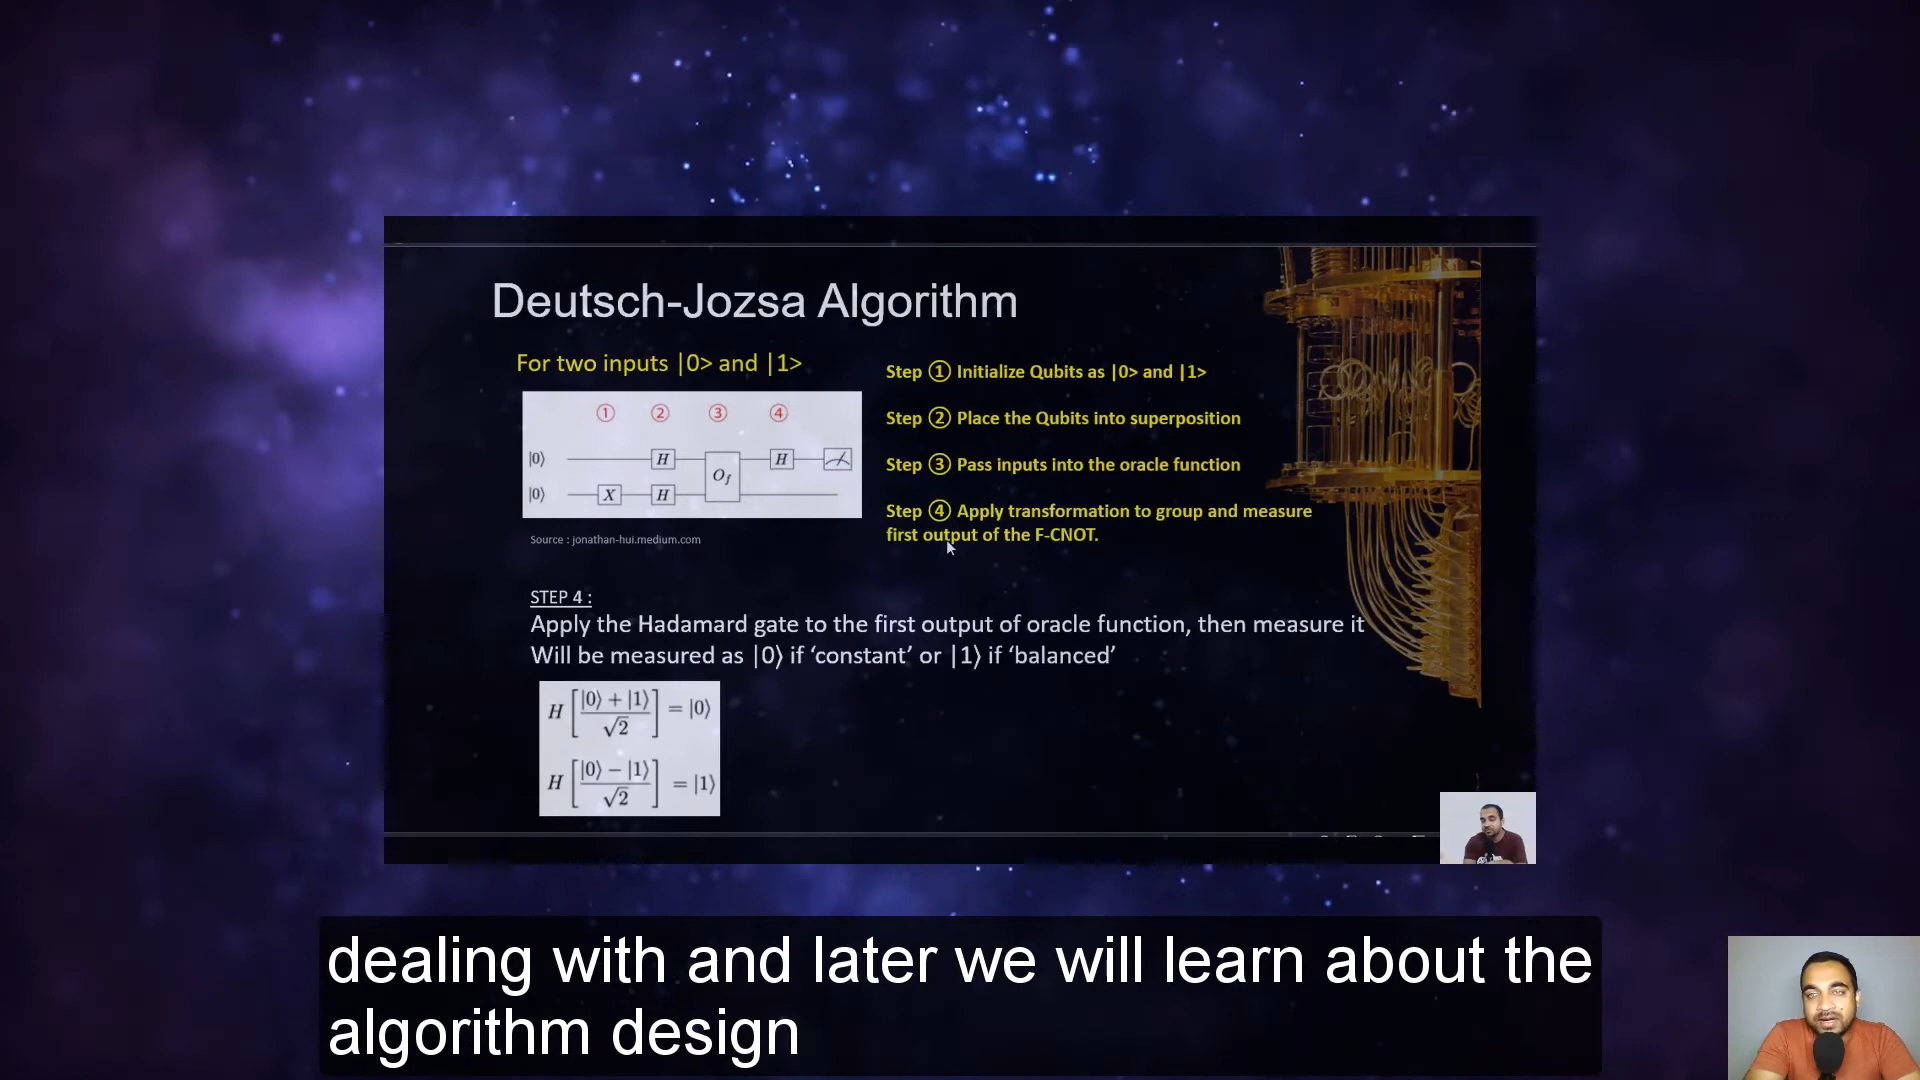 Deutsch-Jozsa Algorithm
For two inputs |0> and |1>
① ② ③ ④
|0⟩ H H
O_f
|0⟩ X H
Source : jonathan-hui.medium.com
Step ① Initialize Qubits as |0> and |1>
Step ② Place the Qubits into superposition
Step ③ Pass inputs into the oracle function
Step ④ Apply transformation to group and measure
first output of the F-CNOT.
STEP 4 :
Apply the Hadamard gate to the first output of oracle function, then measure it
Will be measured as |0⟩ if ‘constant’ or |1⟩ if ‘balanced’
H [ |0⟩ + |1⟩ / √2 ] = |0⟩
H [ |0⟩ − |1⟩ / √2 ] = |1⟩
dealing with and later we will learn about the
algorithm design